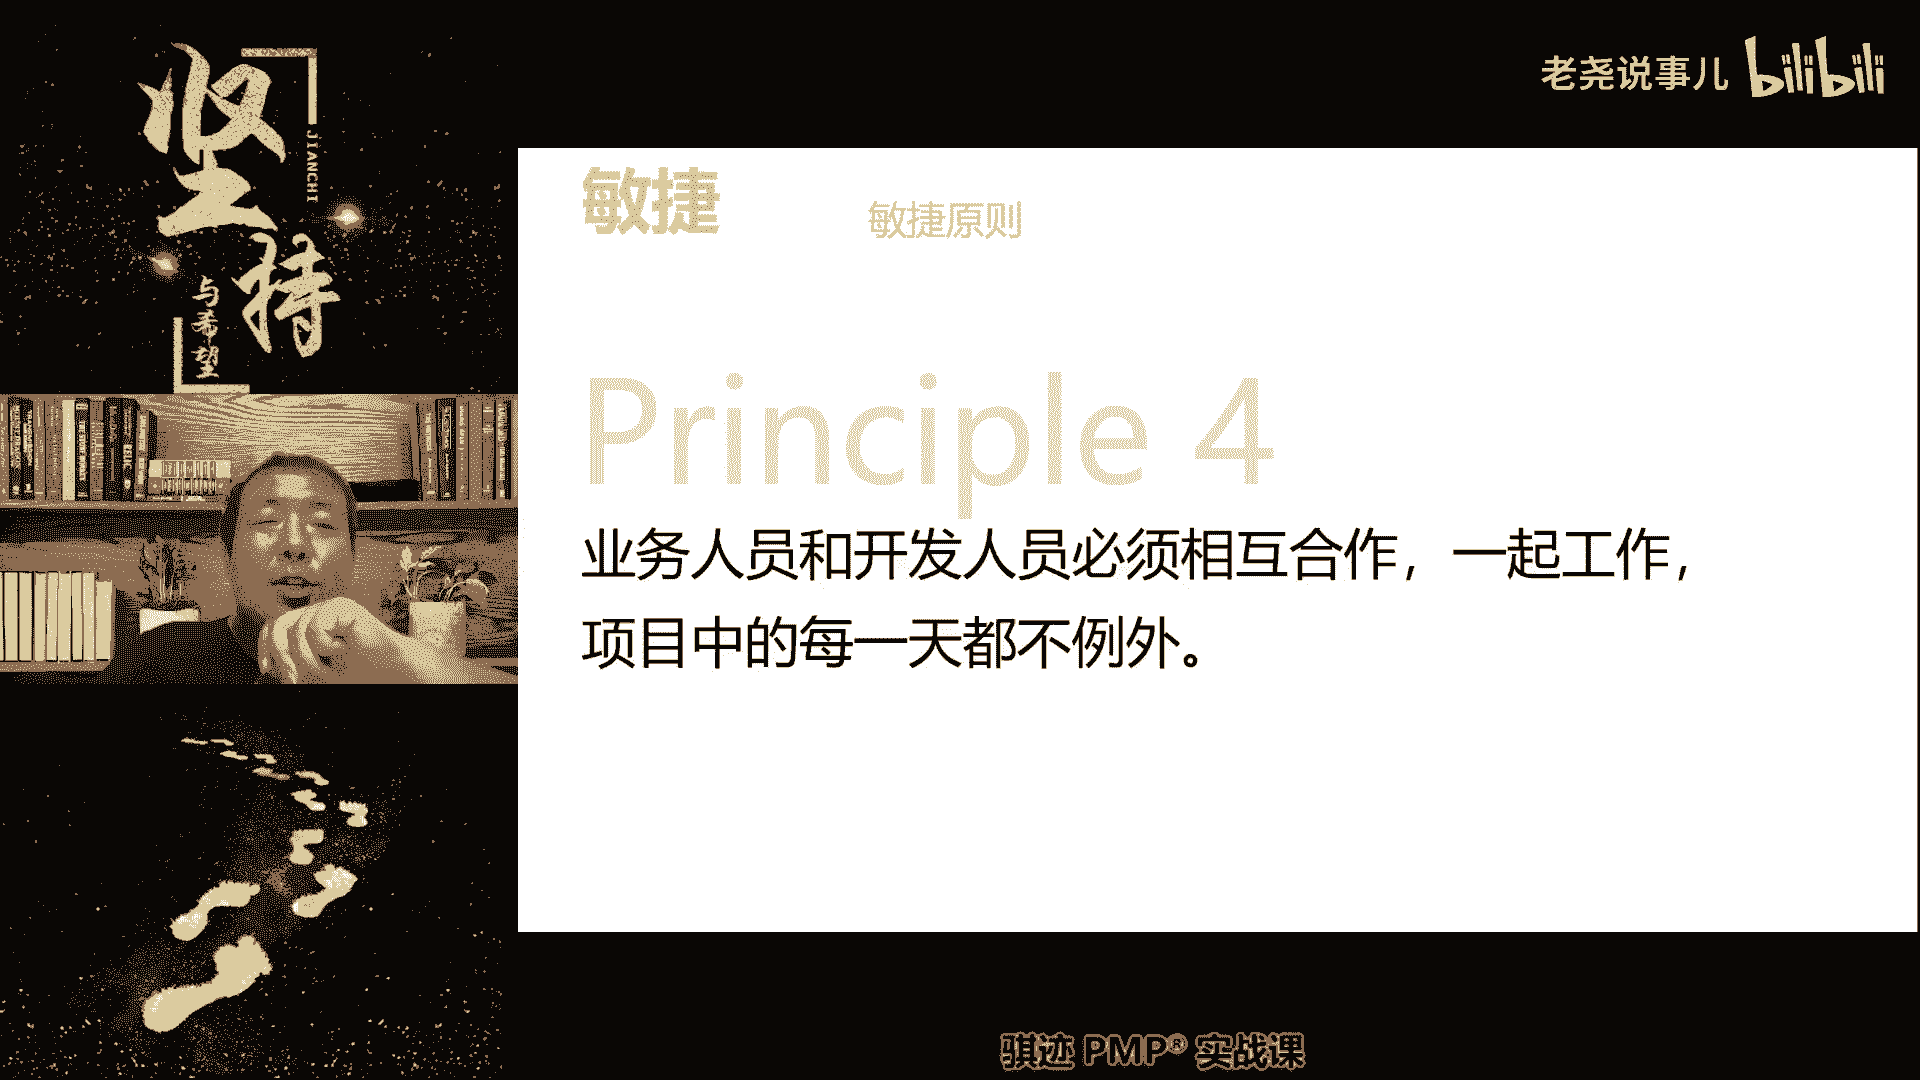 坚持
JIANCHI
与希望
老尧说事儿 bilibili
敏捷
敏捷原则
Principle 4
业务人员和开发人员必须相互合作，一起工作，
项目中的每一天都不例外。
骐迹 PMP® 实战课